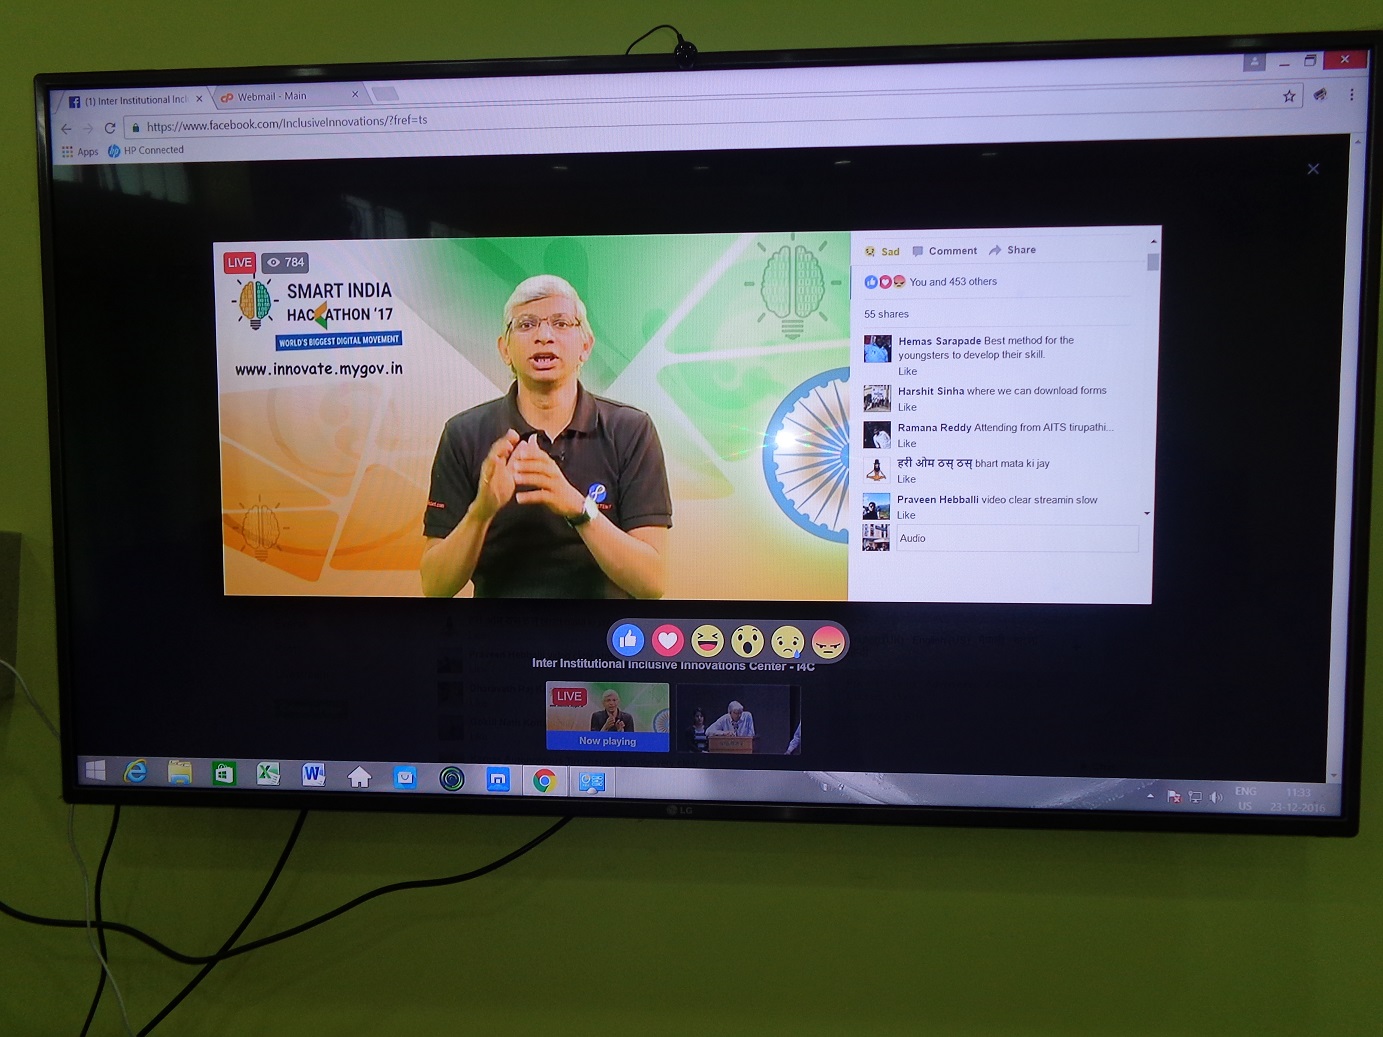 (1) Inter Institutional Incl
Webmail - Main
https://www.facebook.com/InclusiveInnovations/?fref=ts
Apps
HP Connected
LIVE
784
SMART INDIA
HACKATHON '17
WORLD'S BIGGEST DIGITAL MOVEMENT
www.innovate.mygov.in
Sad
Comment
Share
You and 453 others
55 shares
Hemas Sarapade Best method for the
youngsters to develop their skill.
Like
Harshit Sinha where we can download forms
Like
Ramana Reddy Attending from AITS tirupathi...
Like
हरी ओम ठस् ठस् bhart mata ki jay
Like
Praveen Hebballi video clear streamin slow
Like
Audio
Inter Institutional Inclusive Innovations Center - i4C
LIVE
Now playing
ENG
US
11:33
23-12-2016
LG